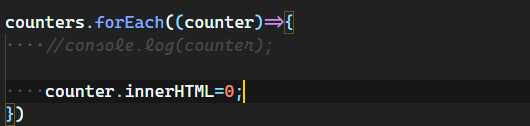 counters.forEach((counter)=>{
    //console.log(counter);
    counter.innerHTML=0;
})